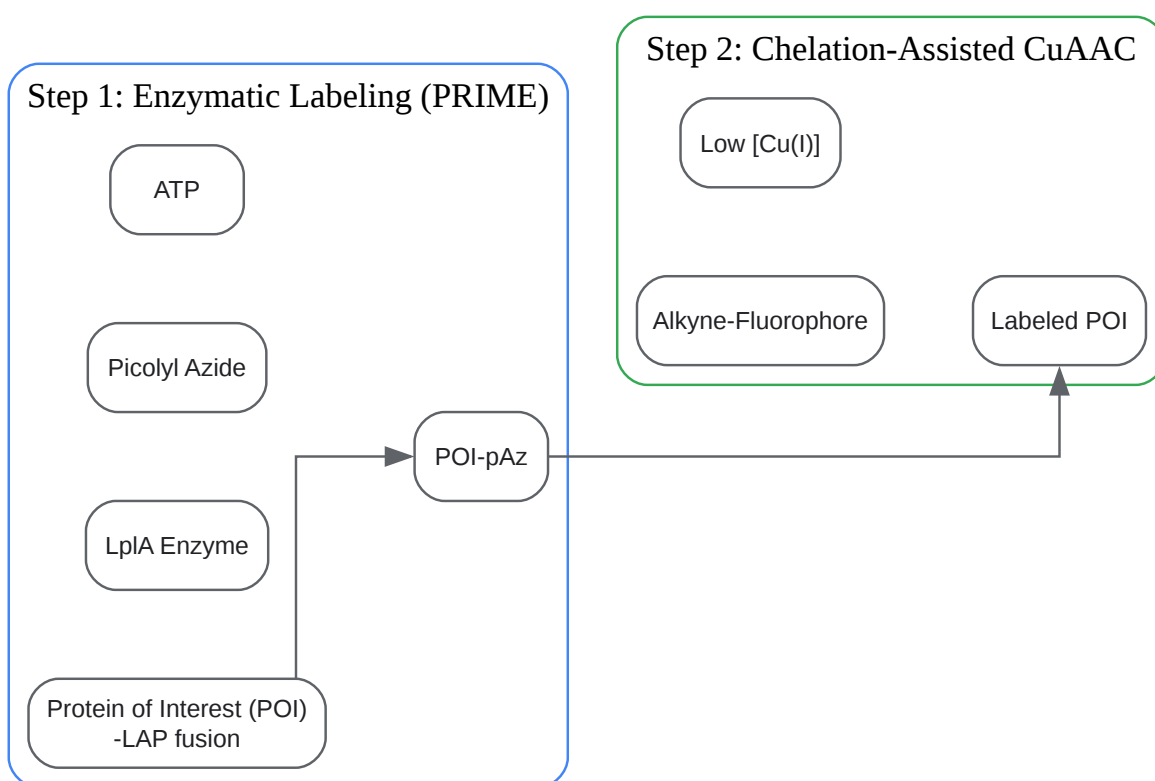 Step 1: Enzymatic Labeling (PRIME)
ATP
Picolyl Azide
POI-pAz
LplA Enzyme
Protein of Interest (POI)
-LAP fusion
Step 2: Chelation-Assisted CuAAC
Low [Cu(I)]
Alkyne-Fluorophore
Labeled POI